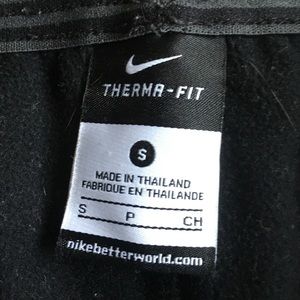 THERMA-FIT
S
MADE IN THAILAND
FABRIQUE EN THAILANDE
S P CH
nikebetterworld.com